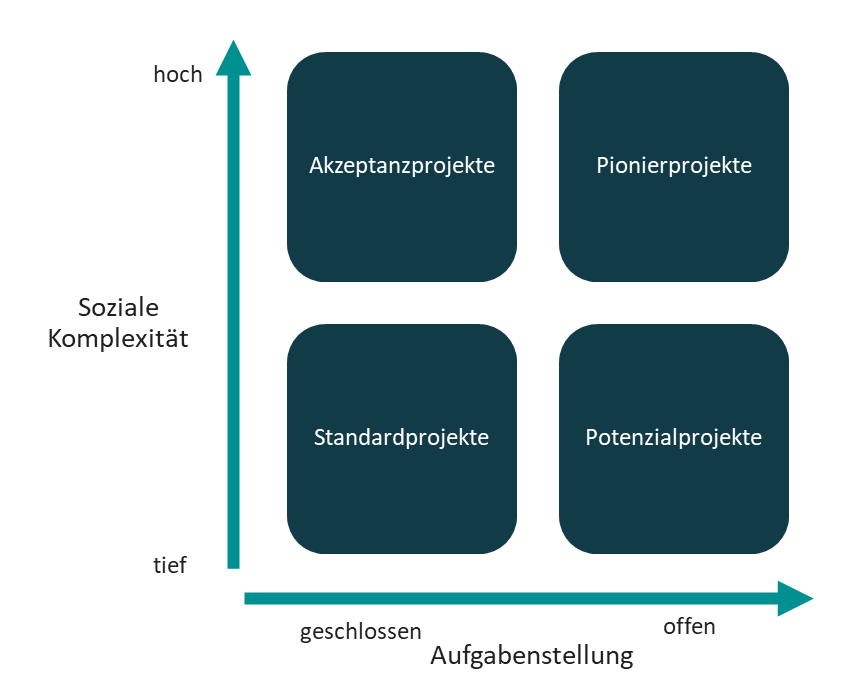 hoch
Akzeptanzprojekte
Pionierprojekte
Soziale
Komplexität
Standardprojekte
Potenzialprojekte
tief
geschlossen
offen
Aufgabenstellung